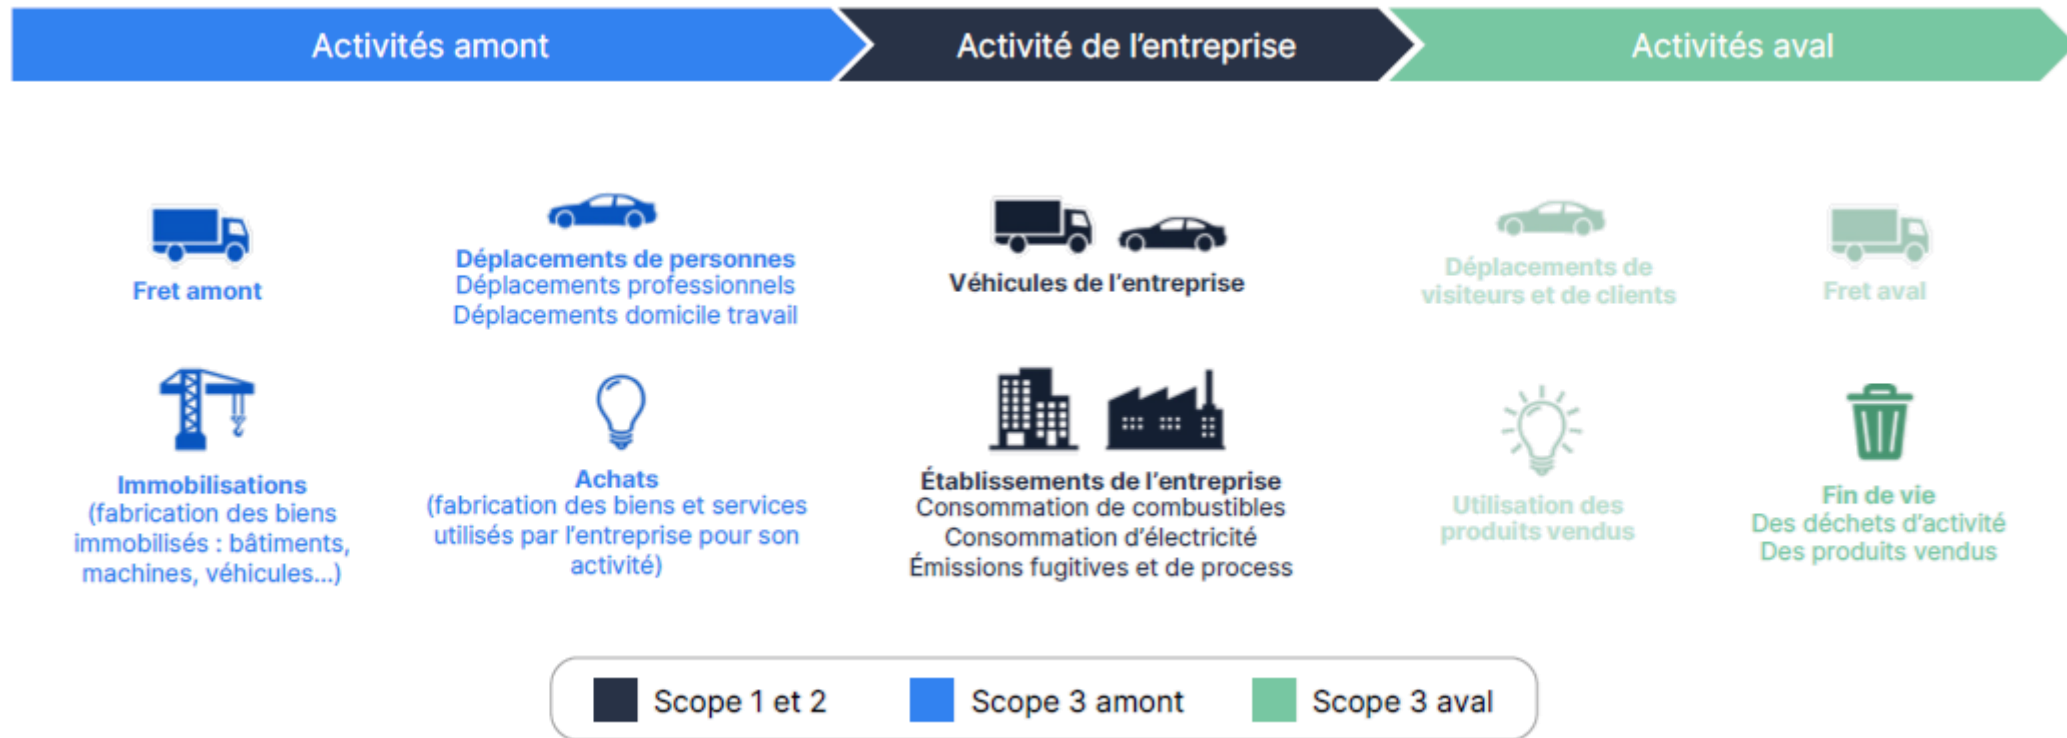 Activités amont
Activité de l'entreprise
Activités aval
Fret amont
Déplacements de personnes
Déplacements professionnels
Déplacements domicile travail
Véhicules de l'entreprise
Déplacements de
visiteurs et de clients
Fret aval
Immobilisations
(fabrication des biens
immobilisés : bâtiments,
machines, véhicules...)
Achats
(fabrication des biens et services
utilisés par l'entreprise pour son
activité)
Établissements de l'entreprise
Consommation de combustibles
Consommation d'électricité
Émissions fugitives et de process
Utilisation des
produits vendus
Fin de vie
Des déchets d'activité
Des produits vendus
Scope 1 et 2
Scope 3 amont
Scope 3 aval